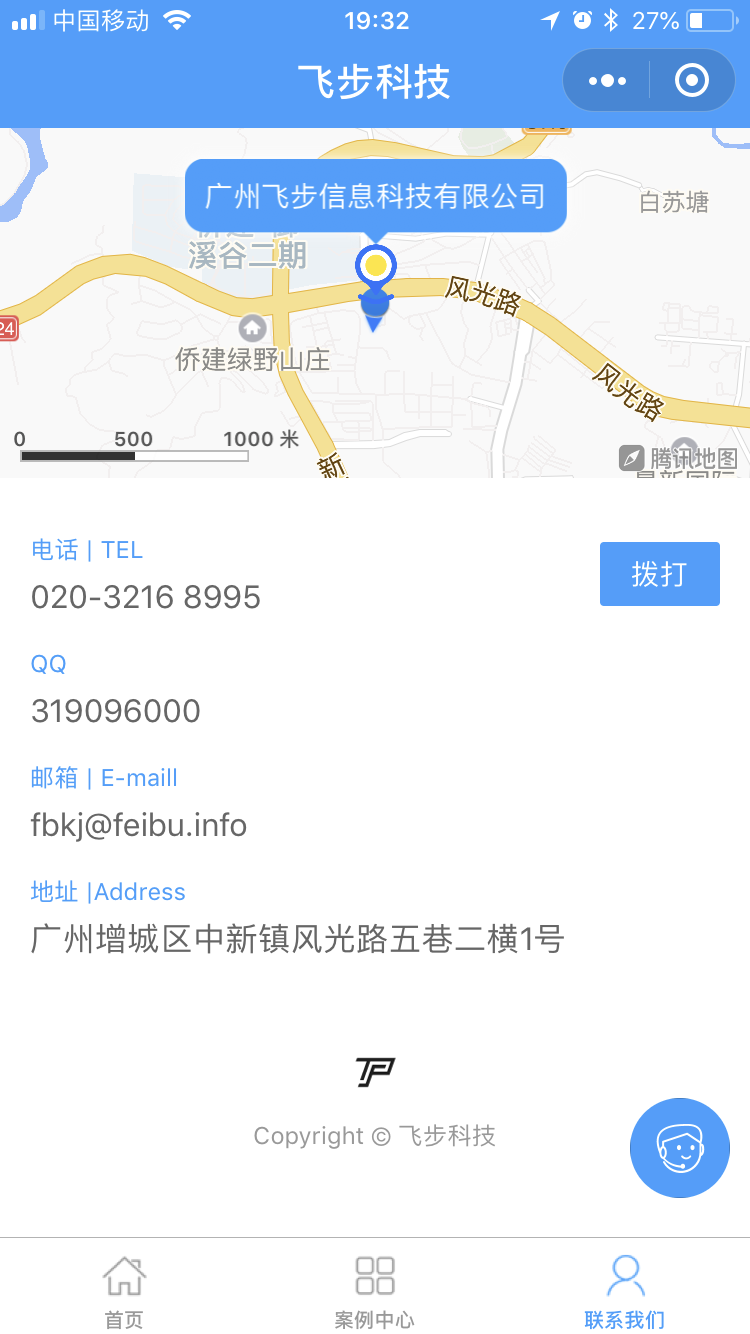 中国移动 19:32 27%
飞步科技
广州飞步信息科技有限公司
白苏塘
溪谷二期
风光路
24
侨建绿野山庄
风光路
0 500 1000 米
新
腾讯地图
电话 | TEL
拨打
020-3216 8995
QQ
319096000
邮箱 | E-maill
fbkj@feibu.info
地址 |Address
广州增城区中新镇风光路五巷二横1号
Copyright © 飞步科技
首页 案例中心 联系我们